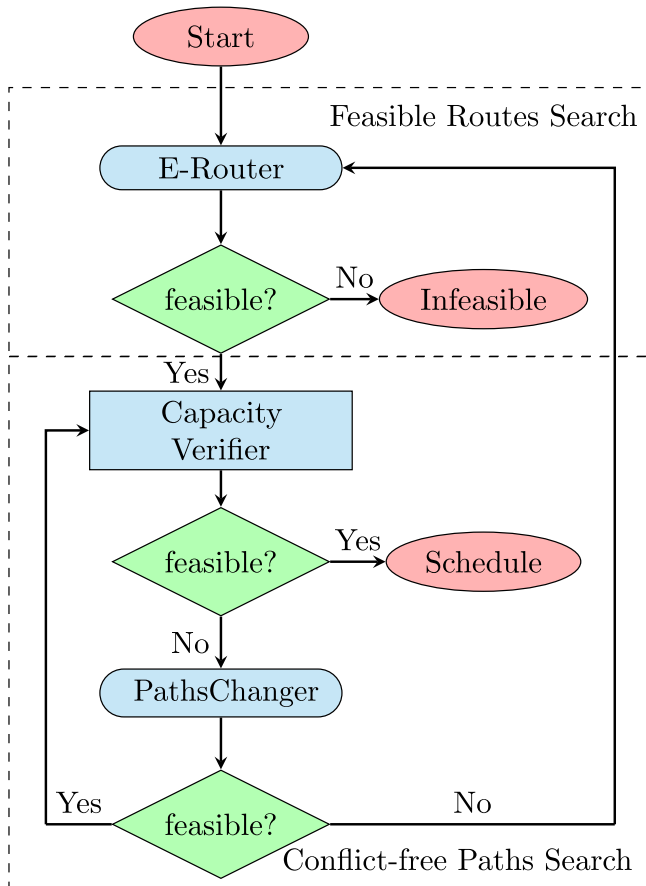 Start
Feasible Routes Search
E-Router
feasible?
No
Infeasible
Yes
Capacity
Verifier
feasible?
Yes
Schedule
No
PathsChanger
Yes
feasible?
No
Conflict-free Paths Search